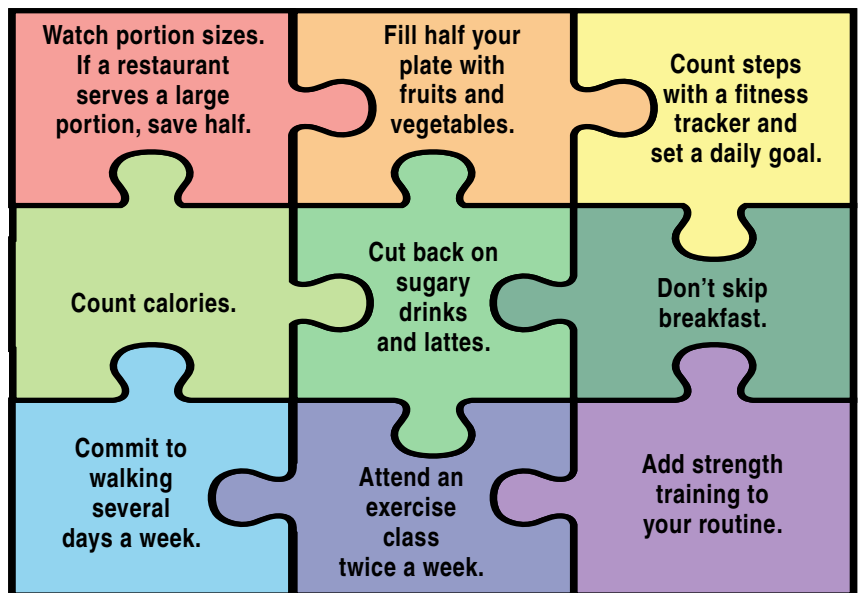 Watch portion sizes.
If a restaurant
serves a large
portion, save half.
Fill half your
plate with
fruits and
vegetables.
Count steps
with a fitness
tracker and
set a daily goal.
Count calories.
Cut back on
sugary
drinks
and lattes.
Don’t skip
breakfast.
Commit to
walking
several
days a week.
Attend an
exercise
class
twice a week.
Add strength
training to
your routine.